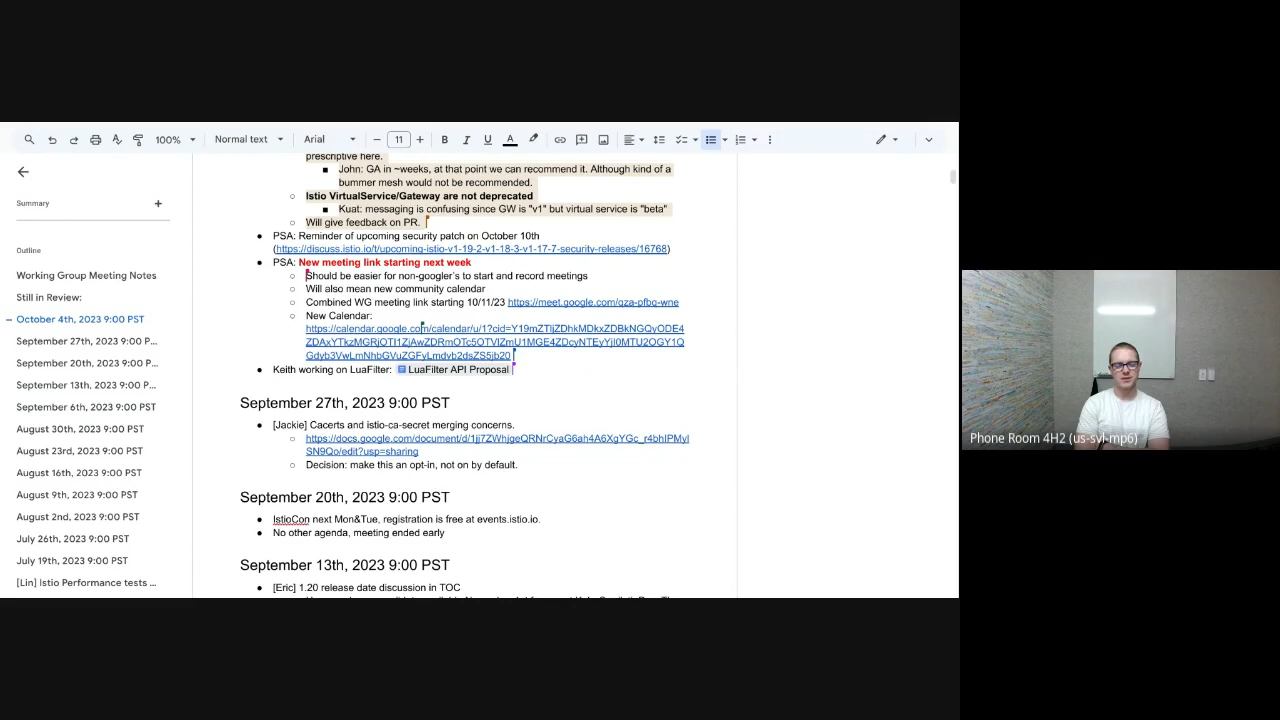 100%
Normal text
Arial
11
prescriptive here.
John: GA in ~weeks, at that point we can recommend it. Although kind of a
bummer mesh would not be recommended.
Istio VirtualService/Gateway are not deprecated
Kuat: messaging is confusing since GW is "v1" but virtual service is "beta"
Will give feedback on PR.
PSA: Reminder of upcoming security patch on October 10th
(https://discuss.istio.io/t/upcoming-istio-v1-19-2-v1-18-3-v1-17-7-security-releases/16768)
PSA: New meeting link starting next week
Should be easier for non-googler's to start and record meetings
Will also mean new community calendar
Combined WG meeting link starting 10/11/23 https://meet.google.com/gza-pfbg-wne
New Calendar:
Keith working on LuaFilter: LuaFilter API Proposal
September 27th, 2023 9:00 PST
[Jackie] Cacerts and istio-ca-secret merging concerns.
SN9Qo/edit?usp=sharing
Decision: make this an opt-in, not on by default.
September 20th, 2023 9:00 PST
IstioCon next Mon&Tue, registration is free at events.istio.io.
No other agenda, meeting ended early
September 13th, 2023 9:00 PST
[Eric] 1.20 release date discussion in TOC
Summary
Outline
Working Group Meeting Notes
Still in Review:
October 4th, 2023 9:00 PST
September 27th, 2023 9:00 P...
September 20th, 2023 9:00 P...
September 13th, 2023 9:00 P...
September 6th, 2023 9:00 PST
August 30th, 2023 9:00 PST
August 23rd, 2023 9:00 PST
August 16th, 2023 9:00 PST
August 9th, 2023 9:00 PST
August 2nd, 2023 9:00 PST
July 26th, 2023 9:00 PST
July 19th, 2023 9:00 PST
[Lin] Istio Performance tests ...
Phone Room 4H2 (us-svl-mp6)